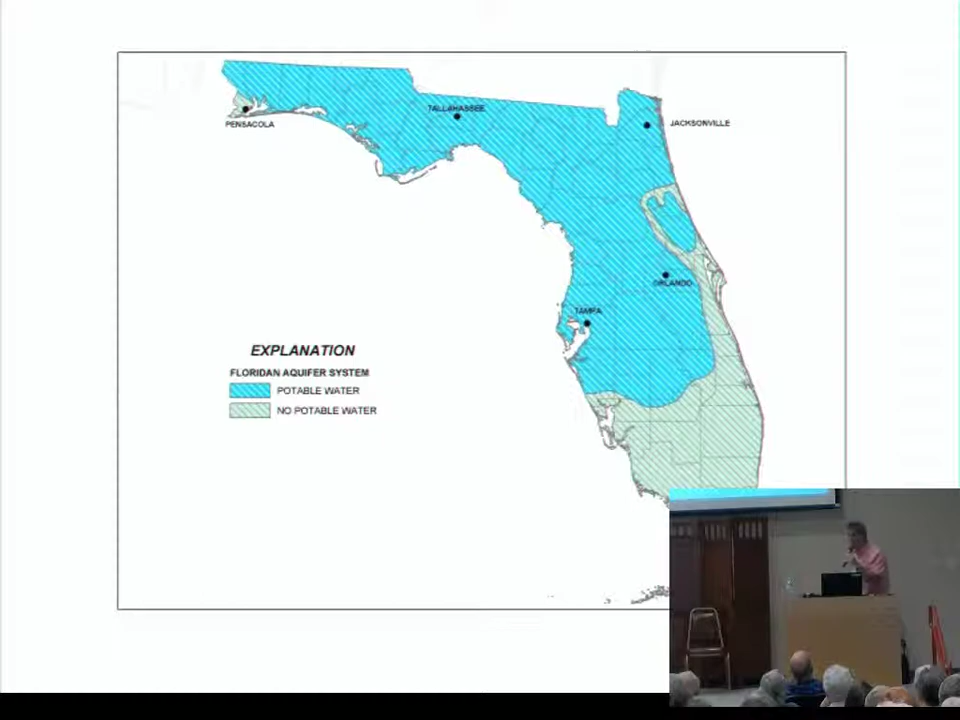 TALLAHASSEE
PENSACOLA
JACKSONVILLE
ORLANDO
TAMPA
EXPLANATION
FLORIDAN AQUIFER SYSTEM
POTABLE WATER
NO POTABLE WATER